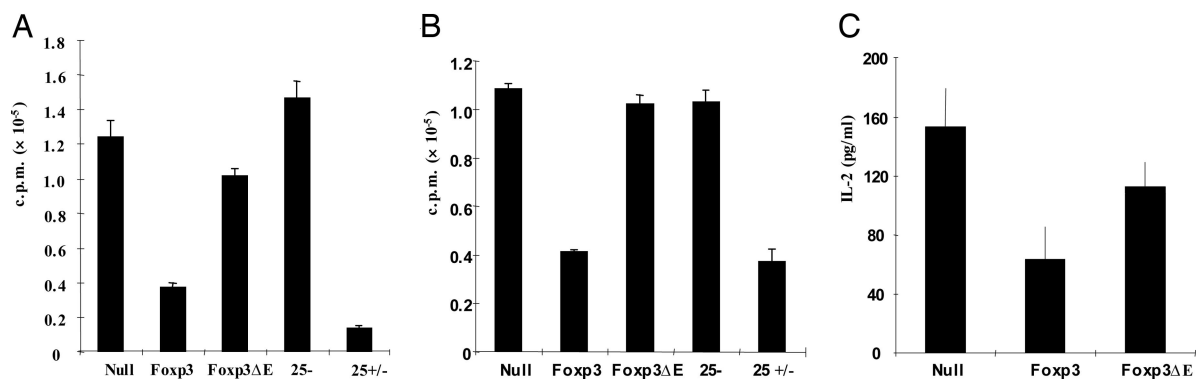 A
c.p.m. (× 10-5)
1.8
1.6
1.4
1.2
1.0
0.8
0.6
0.4
0.2
0
Null Foxp3 Foxp3ΔE 25- 25+/-
B
c.p.m. (× 10-5)
1.2
1.0
0.8
0.6
0.4
0.2
0.0
Null Foxp3 Foxp3ΔE 25- 25 +/-
C
IL-2 (pg/ml)
200
160
120
80
40
00
Null Foxp3 Foxp3ΔE